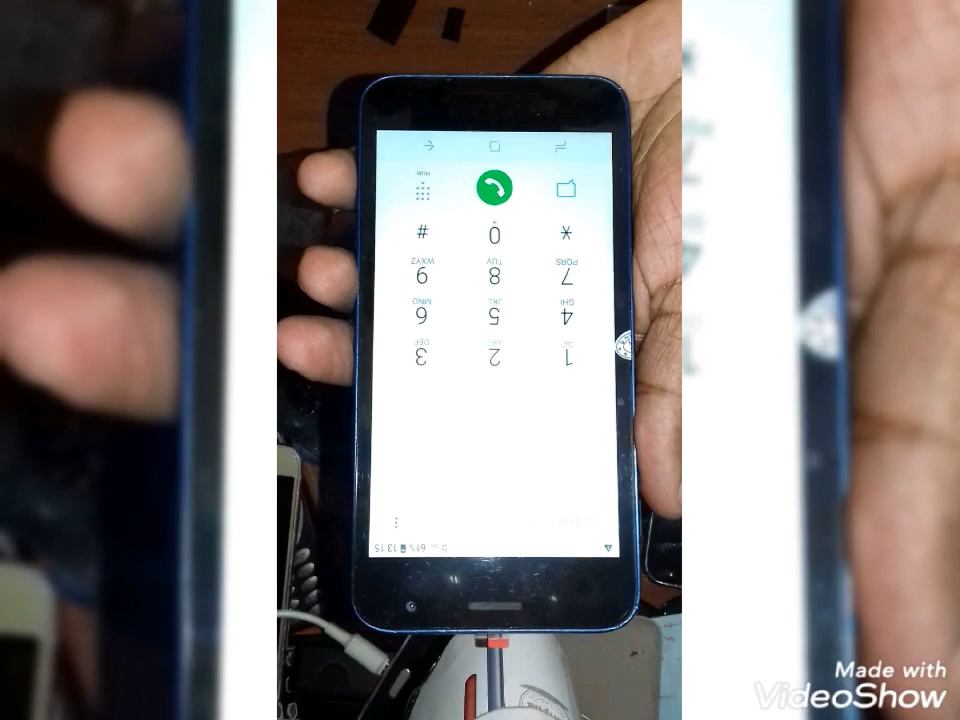 61% 13.15
1 2 3
ABC DEF
4 5 6
GHI JKL MNO
7 8 9
PQRS TUV WXYZ
* 0 #
+
Hide
Made with
VideoShow